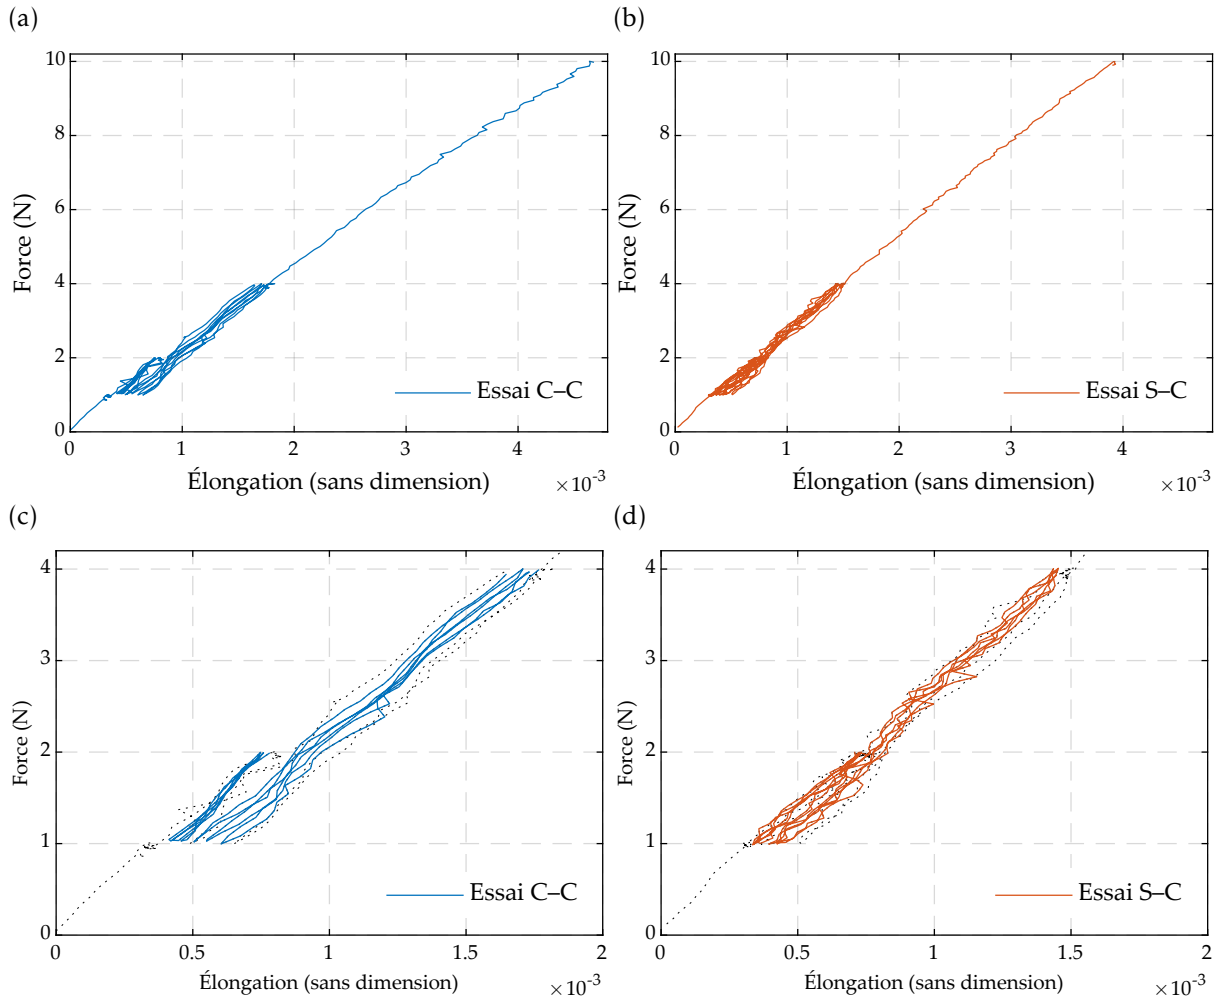 (a)
10
8
6
4
2
0
Force (N)
Essai C–C
0 1 2 3 4
Élongation (sans dimension)
×10-3
(b)
10
8
6
4
2
0
Force (N)
Essai S–C
0 1 2 3 4
Élongation (sans dimension)
×10-3
(c)
4
3
2
1
0
Force (N)
Essai C–C
0 0.5 1 1.5 2
Élongation (sans dimension)
×10-3
(d)
4
3
2
1
0
Force (N)
Essai S–C
0 0.5 1 1.5 2
Élongation (sans dimension)
×10-3